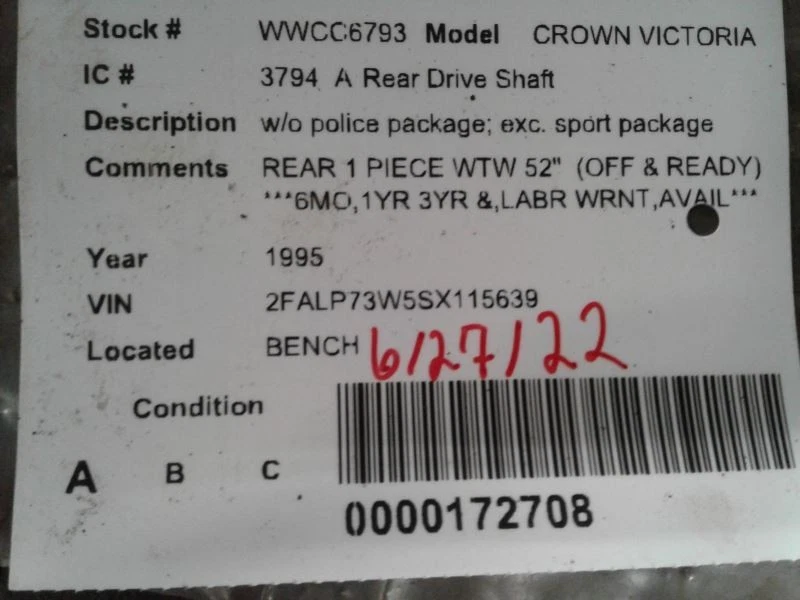 Stock # WWCC6793 Model CROWN VICTORIA
IC # 3794 A Rear Drive Shaft
Description w/o police package; exc. sport package
Comments REAR 1 PIECE WTW 52" (OFF & READY)
***6MO,1YR 3YR &,LABR WRNT,AVAIL***
Year 1995
VIN 2FALP73W5SX115639
Located BENCH 6/27/22
Condition
A B C
0000172708